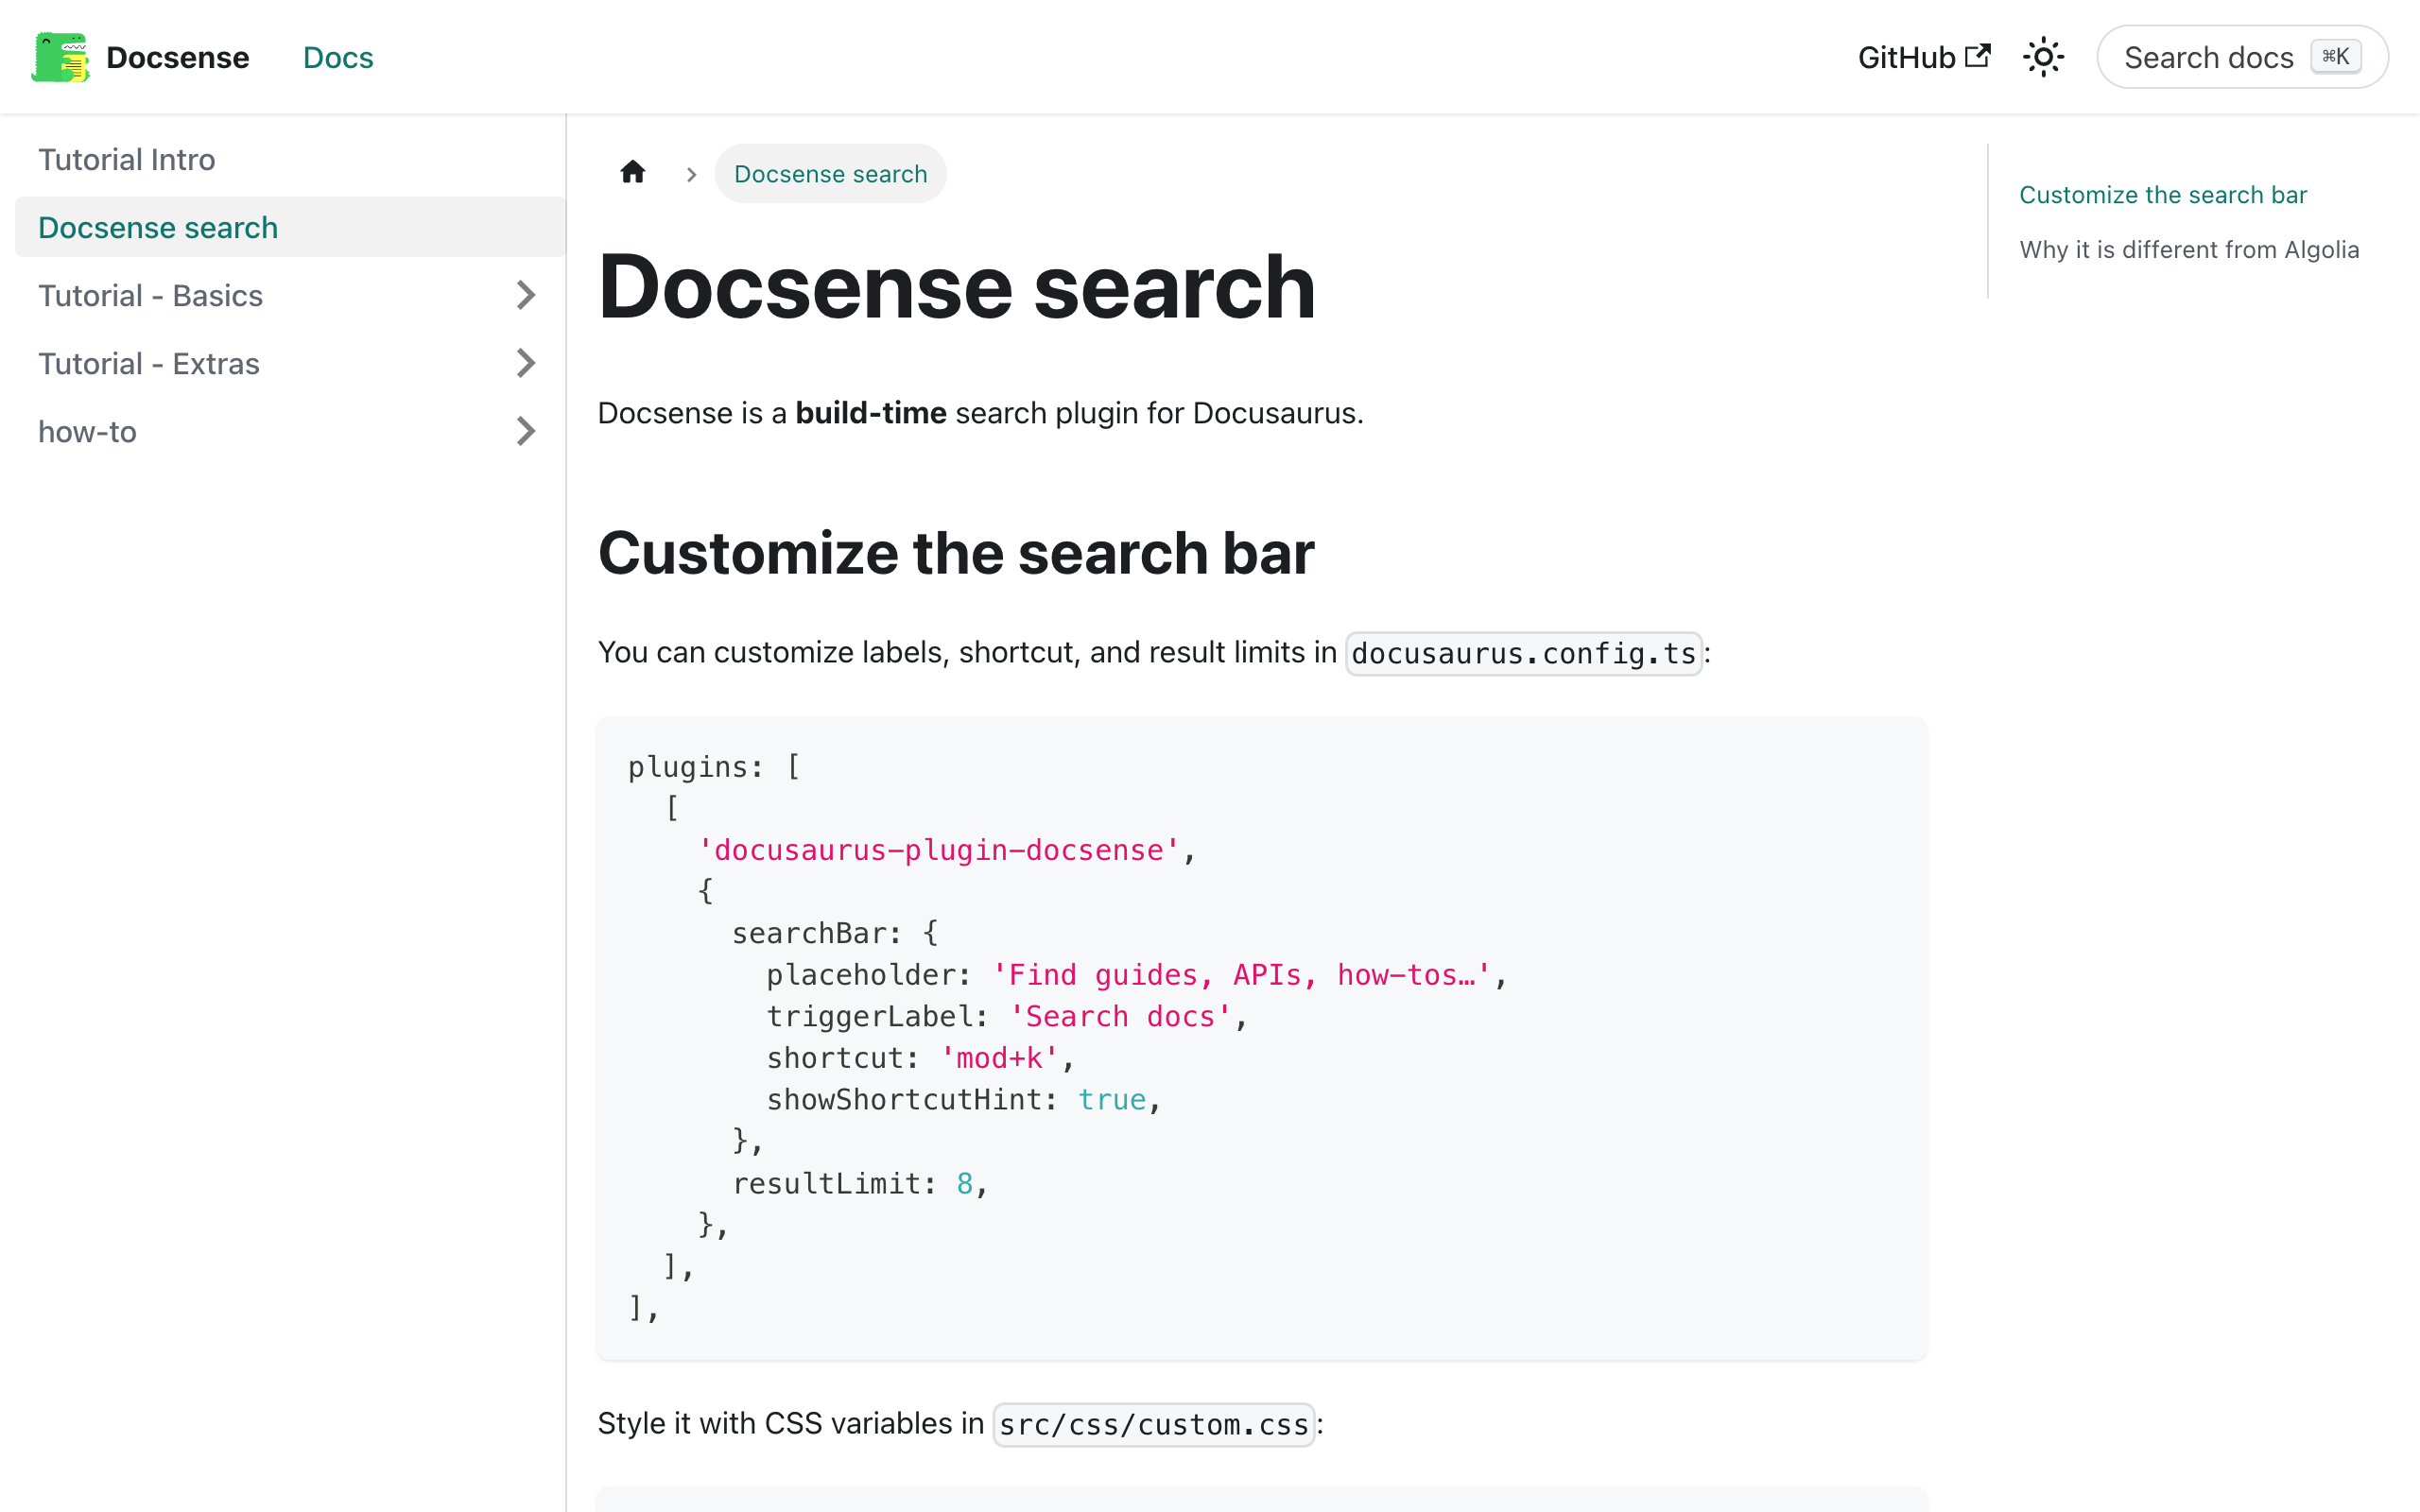 Docsense Docs GitHub Search docs ⌘K
Tutorial Intro
Docsense search
Tutorial - Basics
Tutorial - Extras
how-to
Docsense search
Docsense search
Docsense is a build-time search plugin for Docusaurus.
Customize the search bar
You can customize labels, shortcut, and result limits in docusaurus.config.ts:
plugins: [
  [
    'docusaurus-plugin-docsense',
    {
      searchBar: {
        placeholder: 'Find guides, APIs, how-tos…',
        triggerLabel: 'Search docs',
        shortcut: 'mod+k',
        showShortcutHint: true,
      },
      resultLimit: 8,
    },
  ],
],
Style it with CSS variables in src/css/custom.css:
Customize the search bar
Why it is different from Algolia